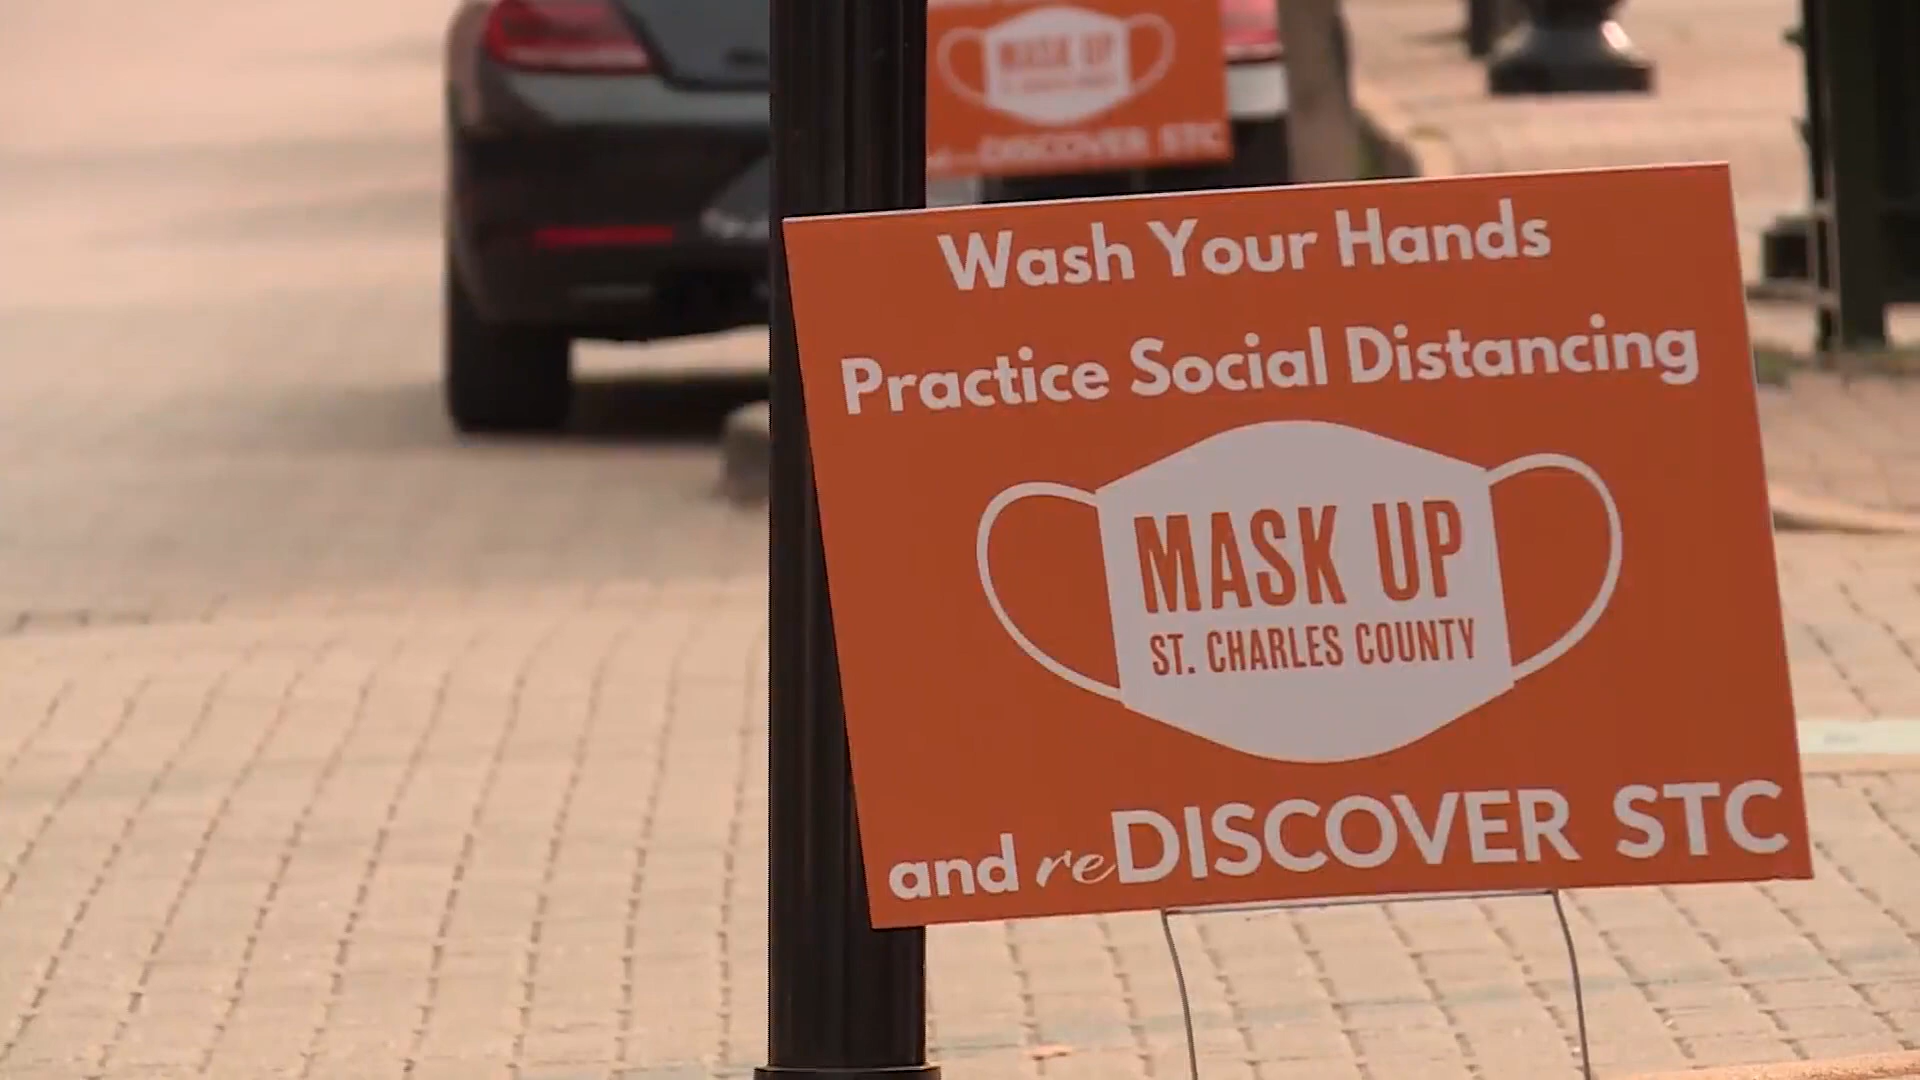 MASK UP
DISCOVER STC
Wash Your Hands
Practice Social Distancing
MASK UP
ST. CHARLES COUNTY
and reDISCOVER STC